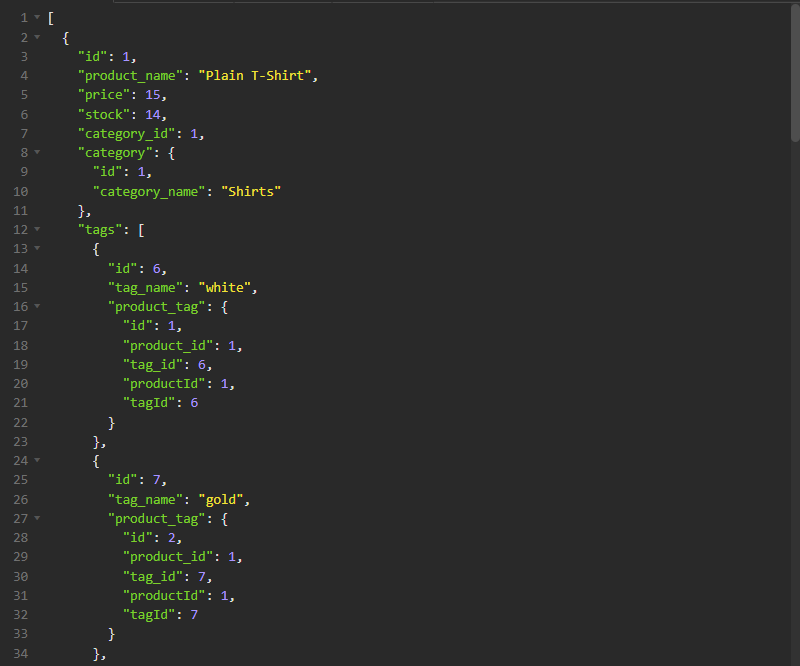 1 [
2 {
3 "id": 1,
4 "product_name": "Plain T-Shirt",
5 "price": 15,
6 "stock": 14,
7 "category_id": 1,
8 "category": {
9 "id": 1,
10 "category_name": "Shirts"
11 },
12 "tags": [
13 {
14 "id": 6,
15 "tag_name": "white",
16 "product_tag": {
17 "id": 1,
18 "product_id": 1,
19 "tag_id": 6,
20 "productId": 1,
21 "tagId": 6
22 }
23 },
24 {
25 "id": 7,
26 "tag_name": "gold",
27 "product_tag": {
28 "id": 2,
29 "product_id": 1,
30 "tag_id": 7,
31 "productId": 1,
32 "tagId": 7
33 }
34 },